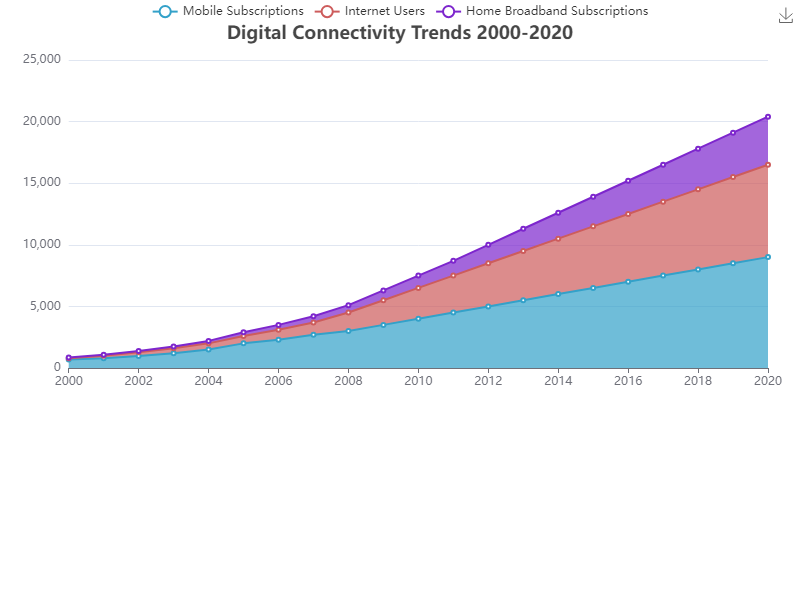 Mobile Subscriptions Internet Users Home Broadband Subscriptions
Digital Connectivity Trends 2000-2020
25,000
20,000
15,000
10,000
5,000
0
2000 2002 2004 2006 2008 2010 2012 2014 2016 2018 2020